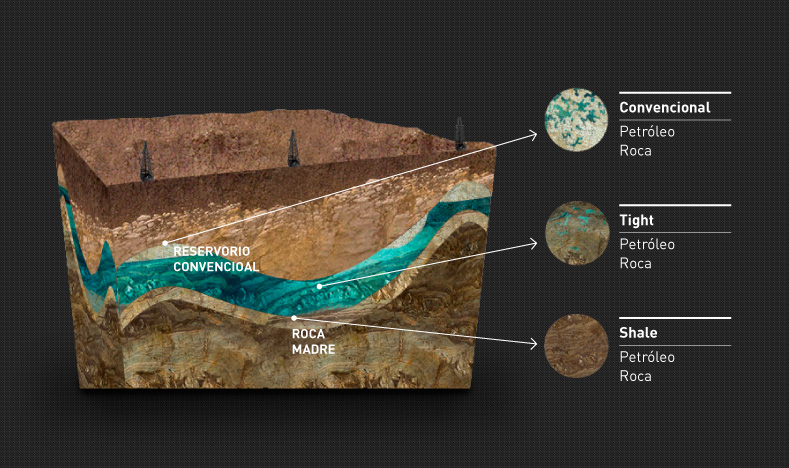 Convencional
Petróleo
Roca
RESERVORIO
CONVENCIOAL
Tight
Petróleo
Roca
Shale
Petróleo
Roca
ROCA
MADRE